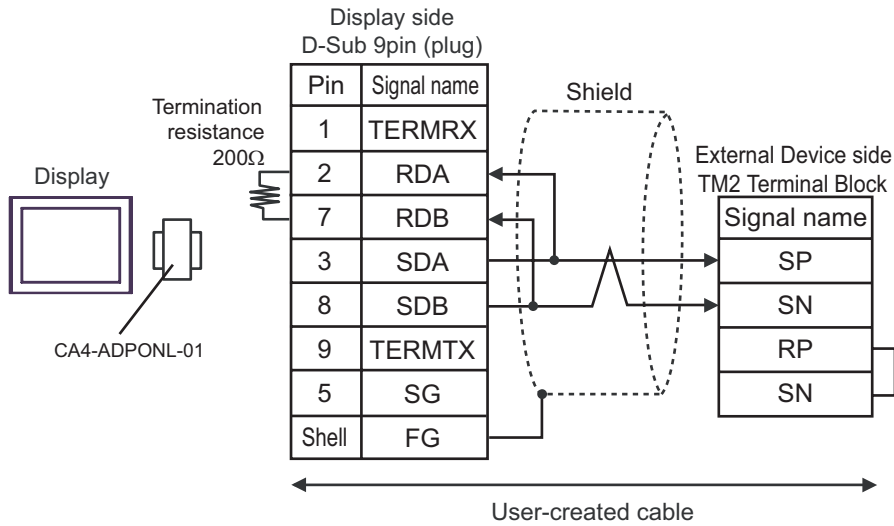 Display side
D-Sub 9pin (plug)
Pin Signal name
1 TERMRX
2 RDA
7 RDB
3 SDA
8 SDB
9 TERMTX
5 SG
Shell FG
Termination
resistance
200Ω
Display
CA4-ADPONL-01
Shield
External Device side
TM2 Terminal Block
Signal name
SP
SN
RP
SN
User-created cable